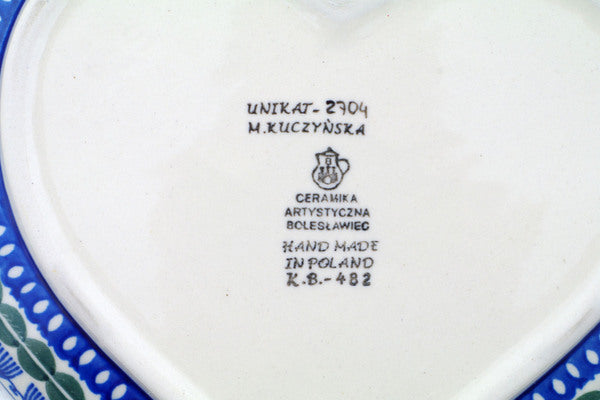 UNIKAT- 2704
M.KUCZYŃSKA
CERAMIKA
ARTYSTYCZNA
BOLESŁAWIEC
HAND MADE
IN POLAND
K.B.-482